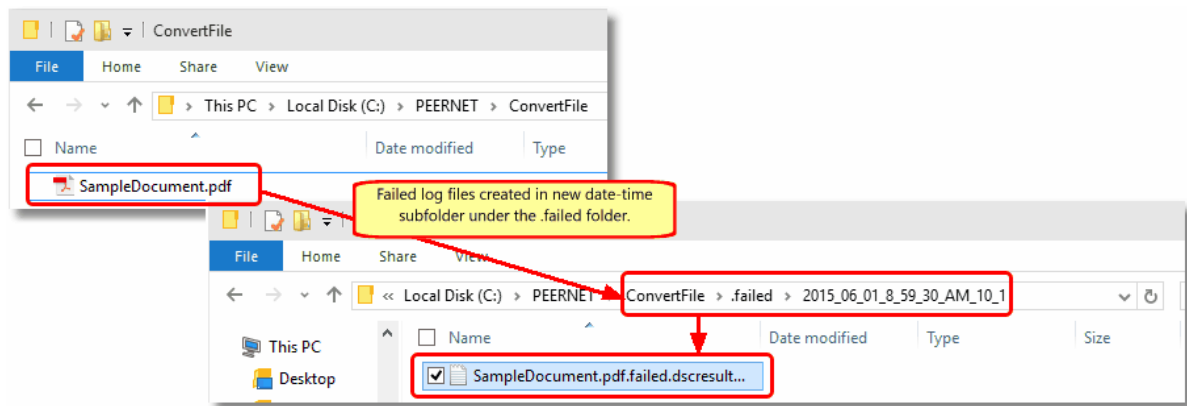 ConvertFile
File Home Share View
This PC > Local Disk (C:) > PEERNET > ConvertFile
Name Date modified Type
SampleDocument.pdf
Failed log files created in new date-time
subfolder under the .failed folder.
File Home Share View
« Local Disk (C:) > PEERNET > ConvertFile > .failed > 2015_06_01_8_59_30_AM_10_1
This PC
Name Date modified Type Size
Desktop
SampleDocument.pdf.failed.dscresult...